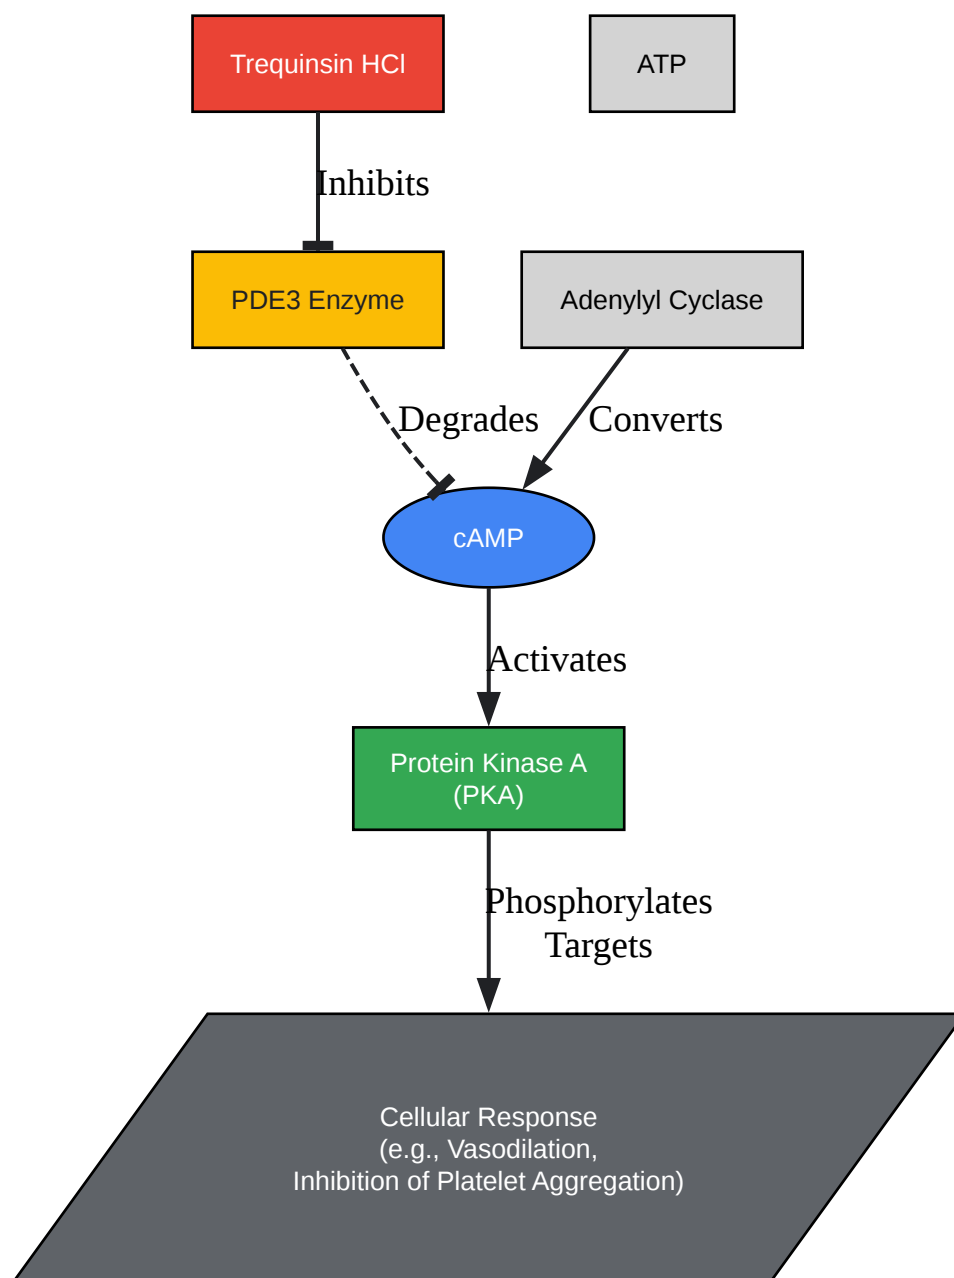 Trequinsin HCl
ATP
Inhibits
PDE3 Enzyme
Adenylyl Cyclase
Degrades
Converts
cAMP
Activates
Protein Kinase A
(PKA)
Phosphorylates
Targets
Cellular Response
(e.g., Vasodilation,
Inhibition of Platelet Aggregation)